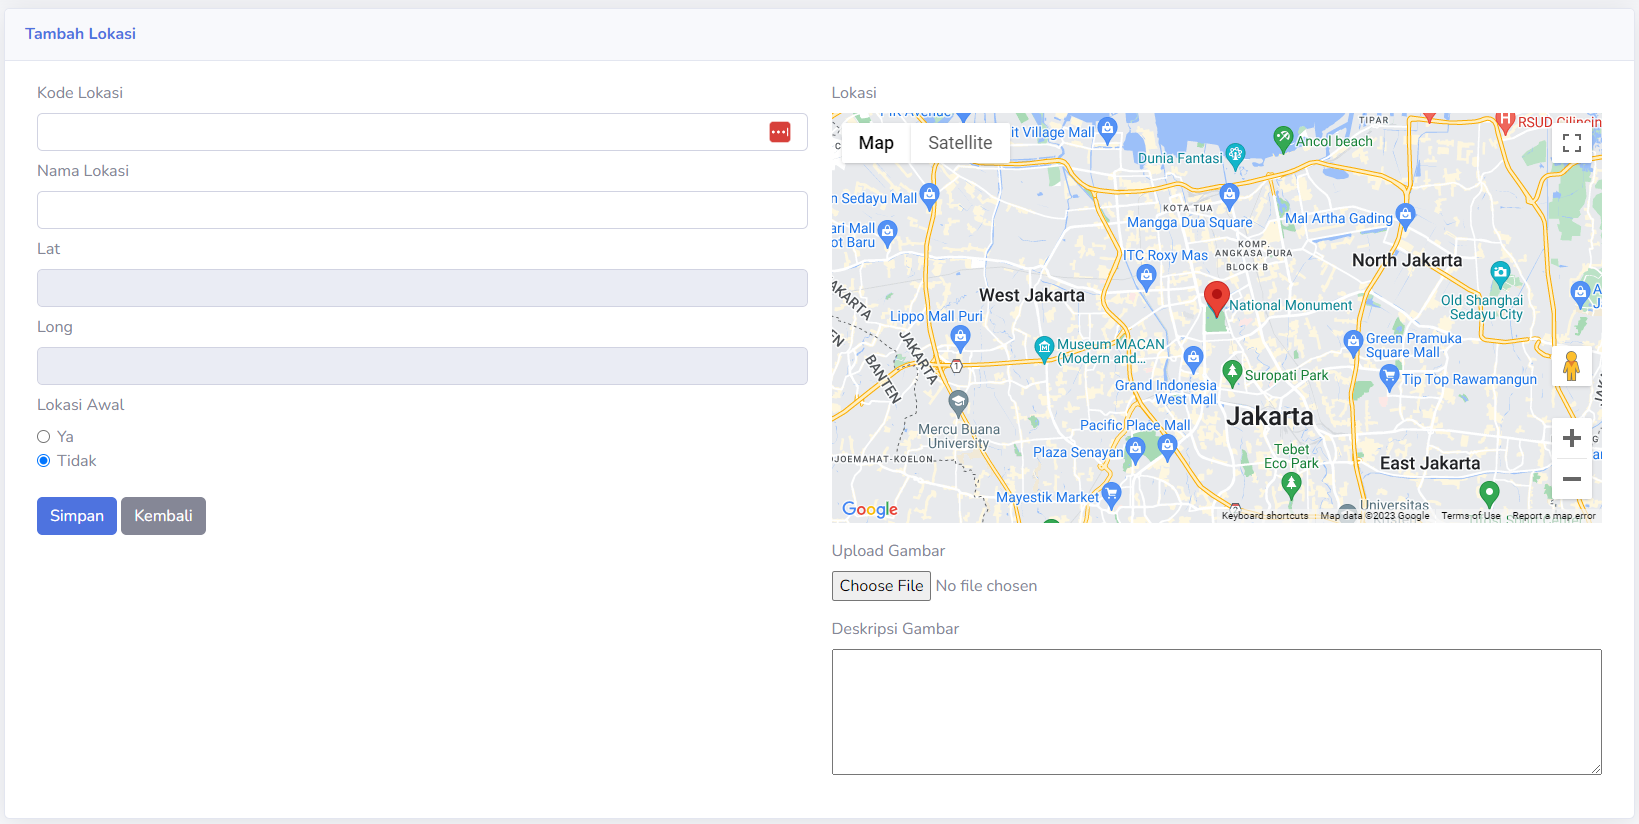 Tambah Lokasi
Kode Lokasi
Nama Lokasi
Lat
Long
Lokasi Awal
Ya
Tidak
Simpan
Kembali
Lokasi
Map
Satellite
it Village Mall
Dunia Fantasi
Ancol beach
TIPAR
RSUD Cilincin
n Sedayu Mall
KOTA TUA
Mangga Dua Square
Mal Artha Gading
ari Mall
ot Baru
ITC Roxy Mas
KOMP.
ANGKASA PURA
BLOCK B
North Jakarta
West Jakarta
National Monument
Old Shanghai
Sedayu City
JAKARTA
BANTEN
Lippo Mall Puri
Museum MACAN
(Modern and...
1
Green Pramuka
Square Mall
Grand Indonesia
West Mall
Suropati Park
Tip Top Rawamangun
Mercu Buana
University
Pacific Place Mall
Jakarta
Plaza Senayan
Tebet
Eco Park
East Jakarta
DJOEMAHAT-KOELON
Mayestik Market
Universitas
Google
Keyboard shortcuts
Map data ©2023 Google
Terms of Use
Report a map error
Upload Gambar
Choose File
No file chosen
Deskripsi Gambar